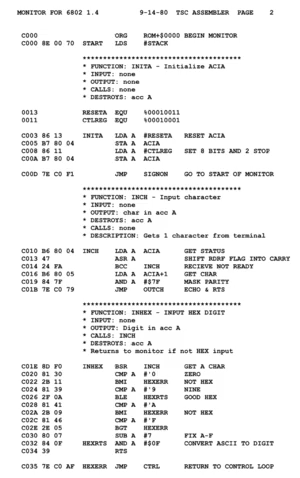 MONITOR FOR 6802 1.4 9-14-80 TSC ASSEMBLER PAGE 2
C000 ORG ROM+$0000 BEGIN MONITOR
C000 8E 00 70 START LDS #STACK
*****************************************
* FUNCTION: INITA - Initialize ACIA
* INPUT: none
* OUTPUT: none
* CALLS: none
* DESTROYS: acc A
0013 RESETA EQU %00010011
0011 CTLREG EQU %00010001
C003 86 13 INITA LDA A #RESETA RESET ACIA
C005 B7 80 04 STA A ACIA
C008 86 11 LDA A #CTLREG SET 8 BITS AND 2 STOP
C00A B7 80 04 STA A ACIA
C00D 7E C0 F1 JMP SIGNON GO TO START OF MONITOR
*****************************************
* FUNCTION: INCH - Input character
* INPUT: none
* OUTPUT: char in acc A
* DESTROYS: acc A
* CALLS: none
* DESCRIPTION: Gets 1 character from terminal
C010 B6 80 04 INCH LDA A ACIA GET STATUS
C013 47 ASR A SHIFT RDRF FLAG INTO CARRY
C014 24 FA BCC INCH RECIEVE NOT READY
C016 B6 80 05 LDA A ACIA+1 GET CHAR
C019 84 7F AND A #$7F MASK PARITY
C01B 7E C0 79 JMP OUTCH ECHO & RTS
*****************************************
* FUNCTION: INHEX - INPUT HEX DIGIT
* INPUT: none
* OUTPUT: Digit in acc A
* CALLS: INCH
* DESTROYS: acc A
* Returns to monitor if not HEX input
C01E 8D F0 INHEX BSR INCH GET A CHAR
C020 81 30 CMP A #'0 ZERO
C022 2B 11 BMI HEXERR NOT HEX
C024 81 39 CMP A #'9 NINE
C026 2F 0A BLE HEXRTS GOOD HEX
C028 81 41 CMP A #'A
C02A 2B 09 BMI HEXERR NOT HEX
C02C 81 46 CMP A #'F
C02E 2E 05 BGT HEXERR
C030 80 07 SUB A #7 FIX A-F
C032 84 0F HEXRTS AND A #$0F CONVERT ASCII TO DIGIT
C034 39 RTS
C035 7E C0 AF HEXERR JMP CTRL RETURN TO CONTROL LOOP